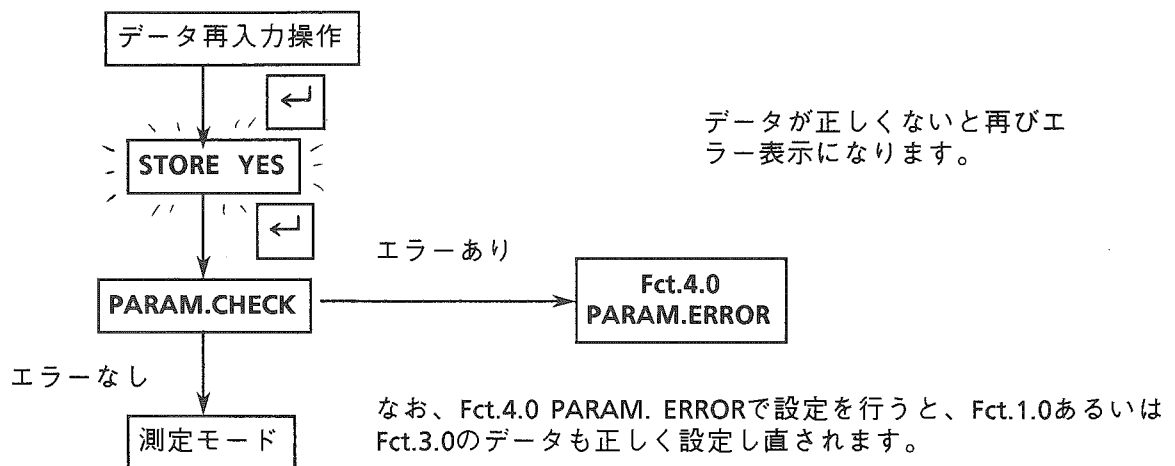 データ再入力操作
↵
STORE YES
↵
データが正しくないと再びエ
ラー表示になります。
エラーあり
PARAM.CHECK
Fct.4.0
PARAM.ERROR
エラーなし
測定モード
なお、Fct.4.0 PARAM. ERRORで設定を行うと、Fct.1.0あるいは
Fct.3.0のデータも正しく設定し直されます。